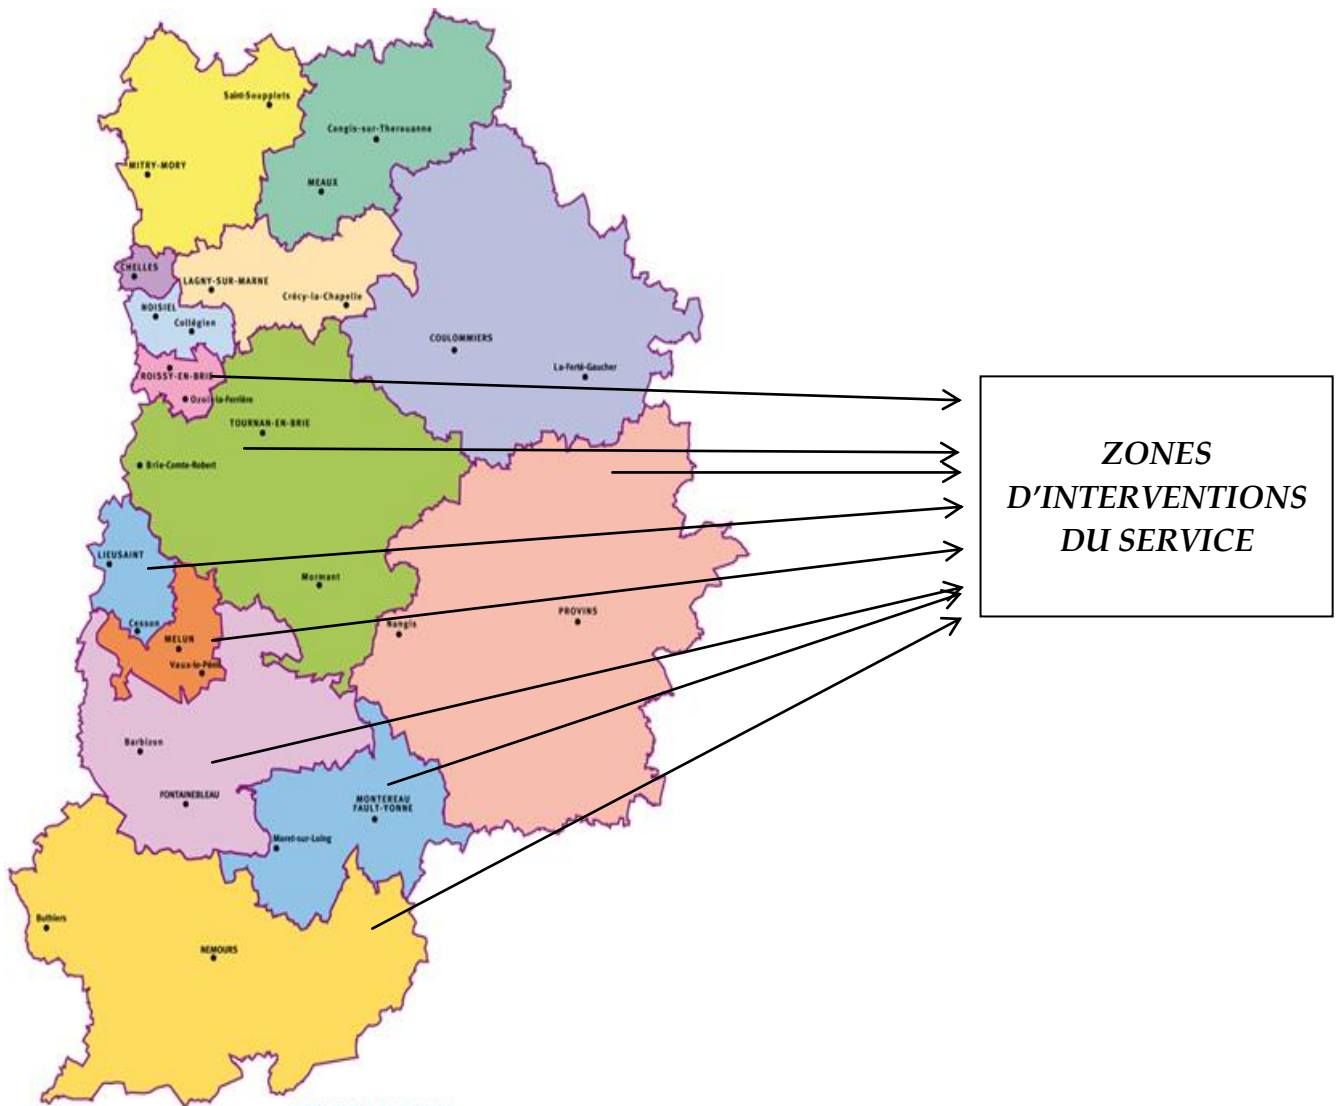 Saint-Soupplets
Congis-sur-Therouanne
MITRY-MORY
MEAUX
CHELLES
LAGNY-SUR-MARNE
Crécy-la-Chapelle
NOISIEL
Collégien
COULOMMIERS
La-Ferté-Gaucher
ROISSY-EN-BRIE
Ozoir-la-Ferrière
TOURNAN-EN-BRIE
Brie-Comte-Robert
ZONES
D'INTERVENTIONS
DU SERVICE
LIEUSAINT
Mormant
PROVINS
Nangis
Cesson
MELUN
Vaux-le-Pénil
Barbizon
FONTAINEBLEAU
MONTEREAU
FAULT-YONNE
Moret-sur-Loing
Buthiers
NEMOURS